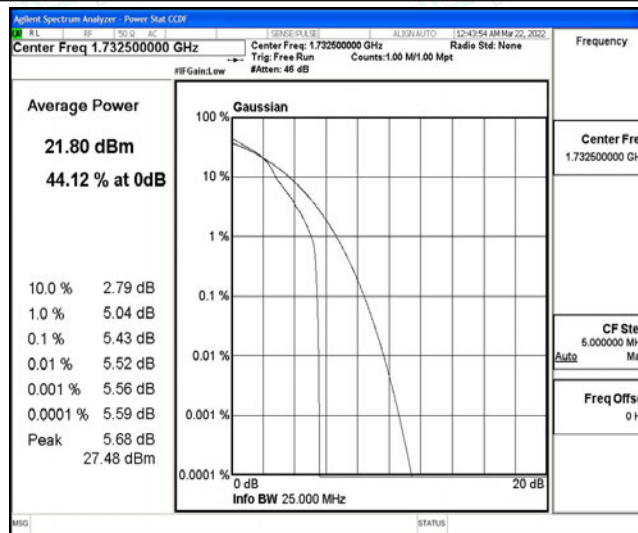 Agilent Spectrum Analyzer - Power Stat CCDF
RL RF 50 Ω AC SENSE:PULSE ALIGN AUTO 12:43:54 AM Mar 22, 2022
Center Freq 1.732500000 GHz
Center Freq: 1.732500000 GHz Radio Std: None
Trig: Free Run Counts:1.00 M/1.00 Mpt
#IFGain:Low #Atten: 46 dB
Frequency
Average Power
21.80 dBm
44.12 % at 0dB
10.0 % 2.79 dB
1.0 % 5.04 dB
0.1 % 5.43 dB
0.01 % 5.52 dB
0.001 % 5.56 dB
0.0001 % 5.59 dB
Peak 5.68 dB
27.48 dBm
Gaussian
100 %
10 %
1 %
0.1 %
0.01 %
0.001 %
0.0001 %
0 dB 20 dB
Info BW 25.000 MHz
Center Fre
1.732500000 GH
CF Ste
5.000000 MH
Auto Ma
Freq Offs
0 H
MSG STATUS